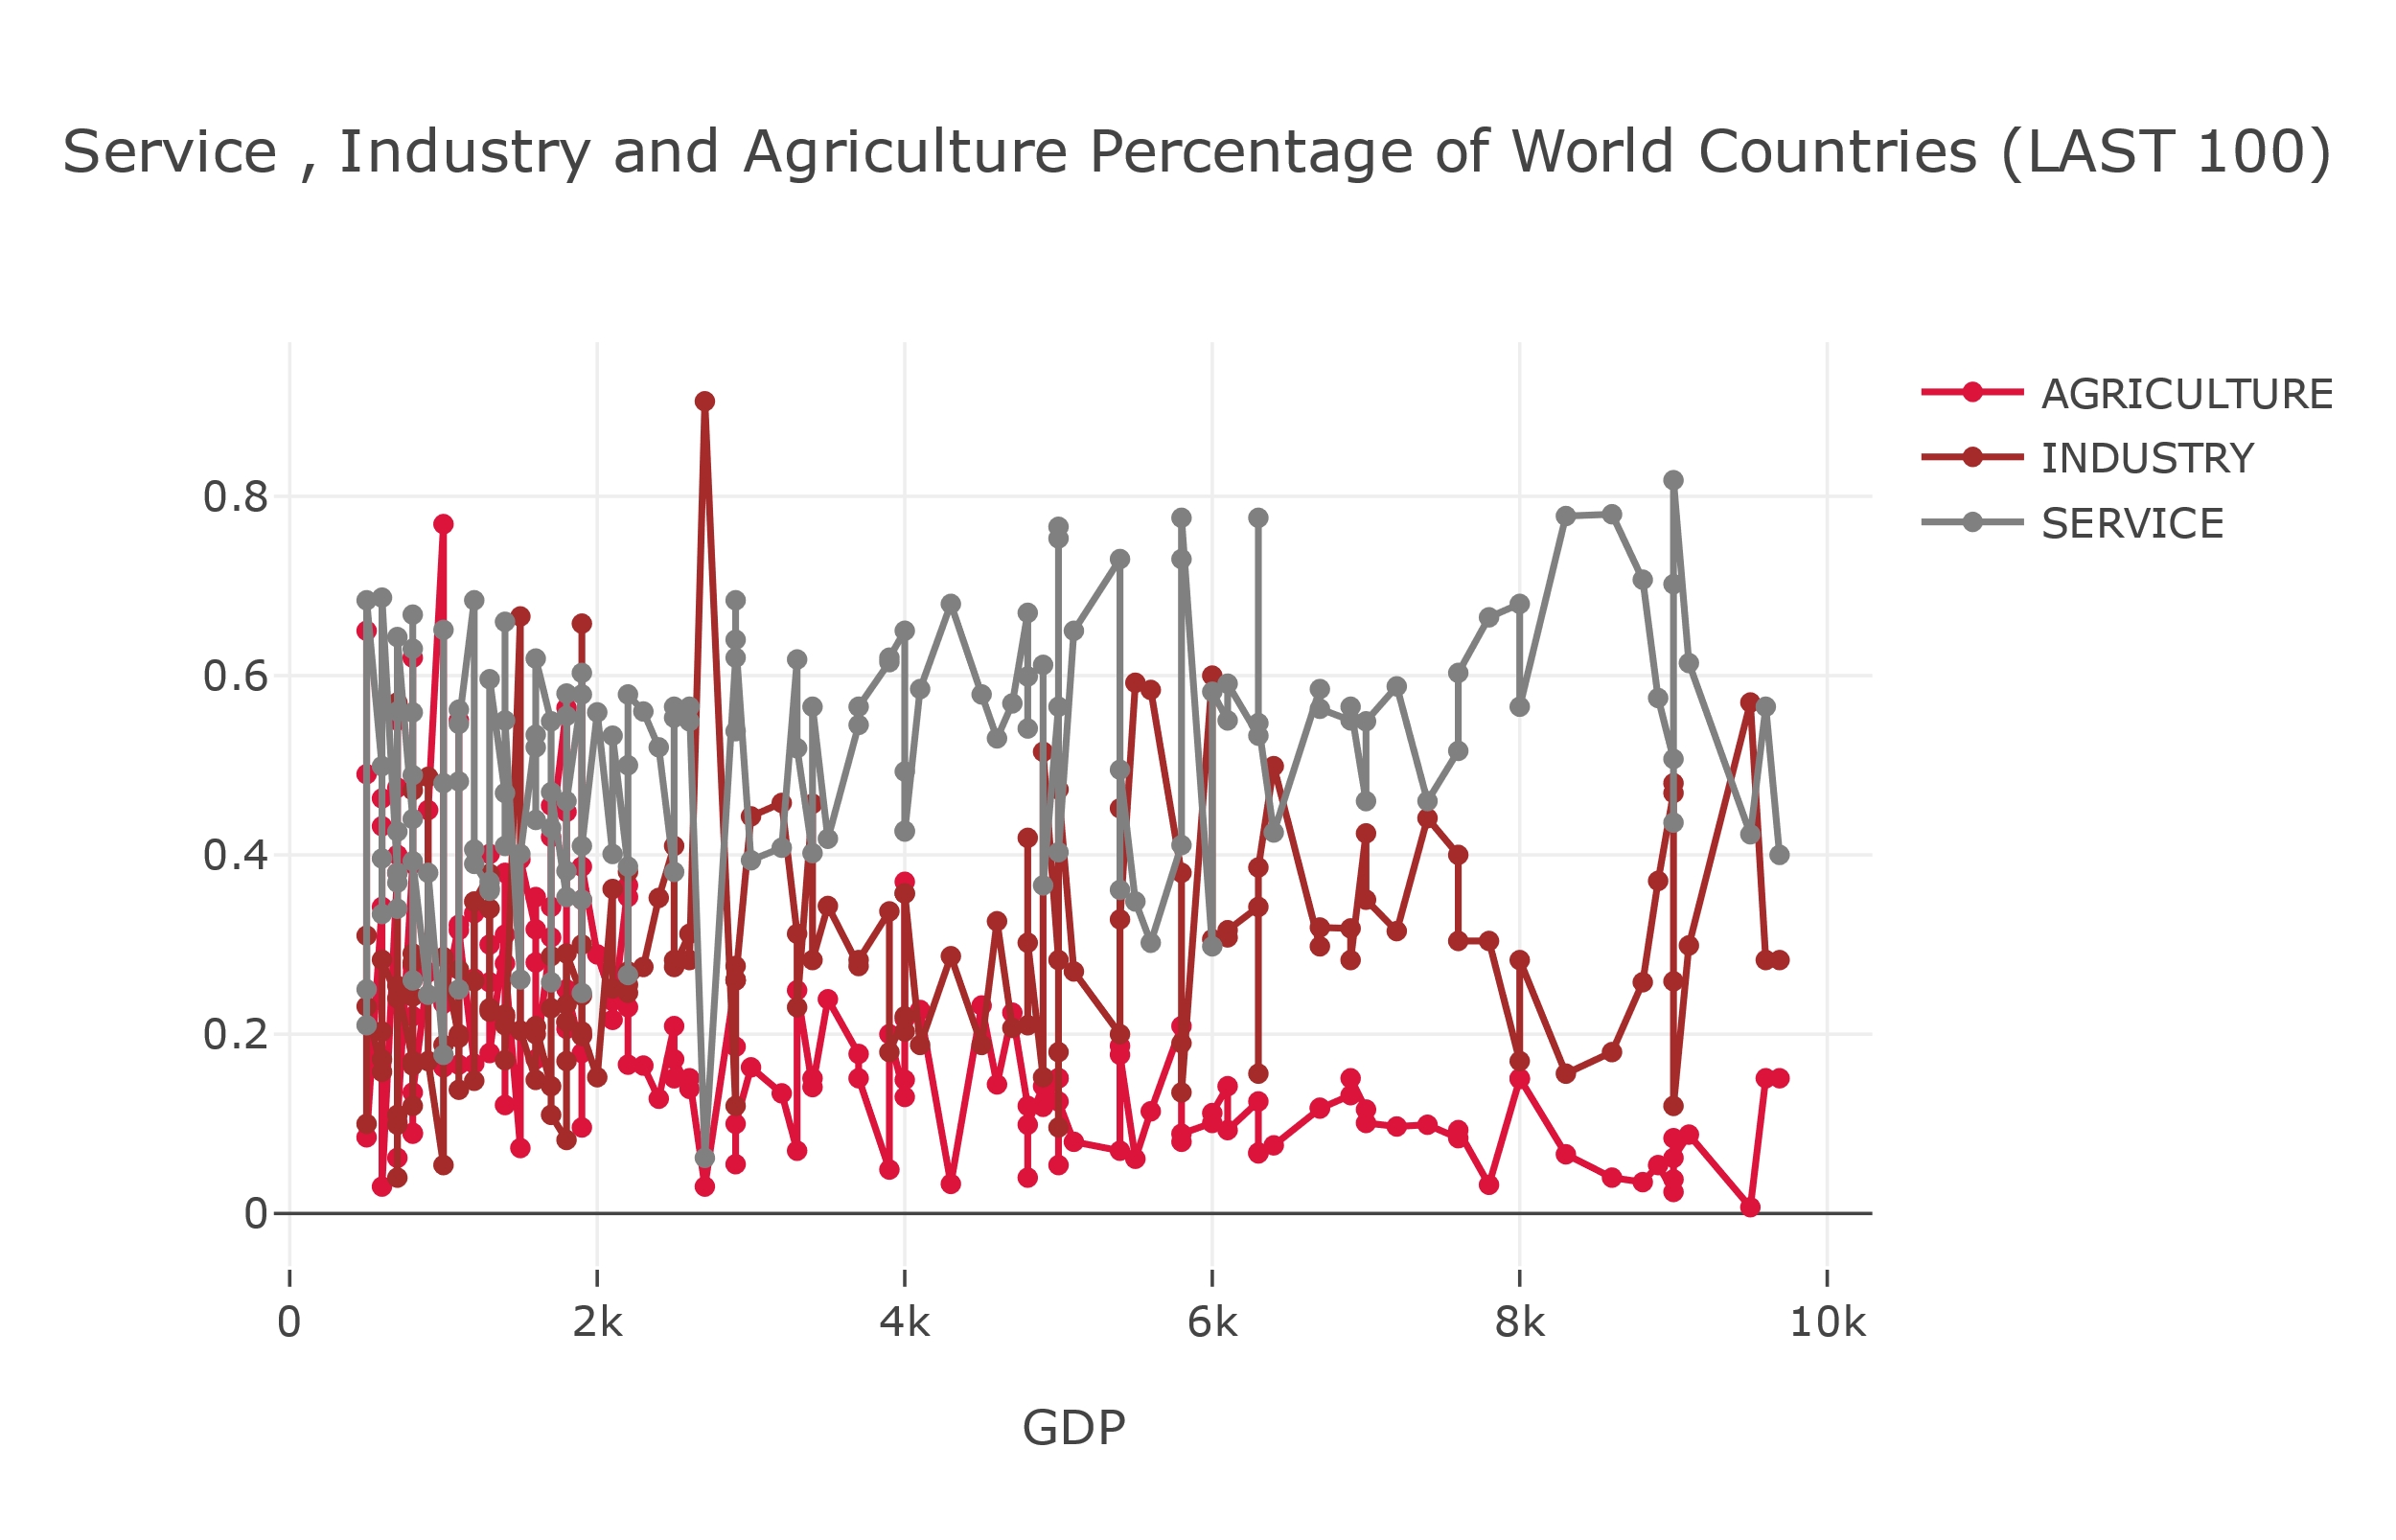 Service , Industry and Agriculture Percentage of World Countries (LAST 100)
AGRICULTURE
INDUSTRY
SERVICE
0.8
0.6
0.4
0.2
0
0 2k 4k 6k 8k 10k
GDP